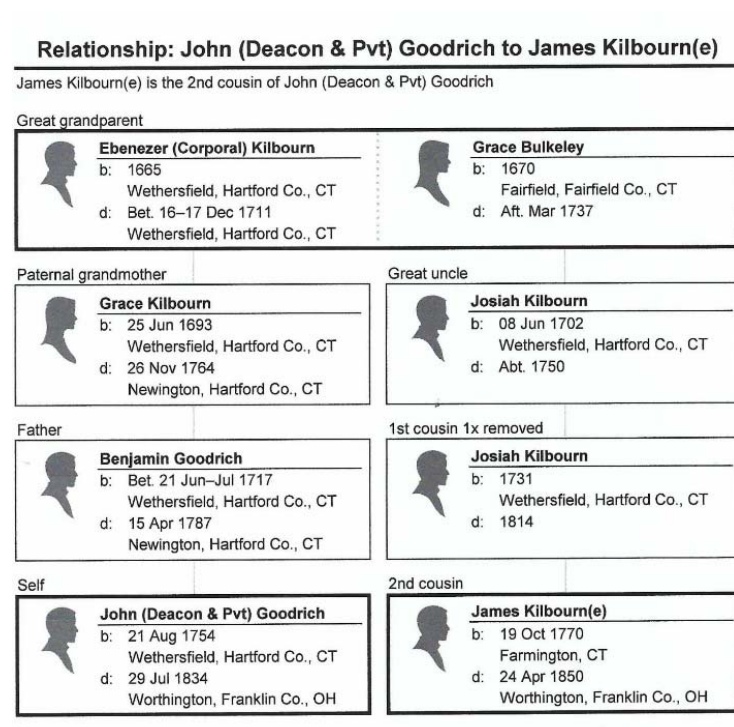 Relationship: John (Deacon & Pvt) Goodrich to James Kilbourn(e)
James Kilbourn(e) is the 2nd cousin of John (Deacon & Pvt) Goodrich
Great grandparent
Ebenezer (Corporal) Kilbourn
b: 1665
Wethersfield, Hartford Co., CT
d: Bet. 16–17 Dec 1711
Wethersfield, Hartford Co., CT
Grace Bulkeley
b: 1670
Fairfield, Fairfield Co., CT
d: Aft. Mar 1737
Paternal grandmother
Grace Kilbourn
b: 25 Jun 1693
Wethersfield, Hartford Co., CT
d: 26 Nov 1764
Newington, Hartford Co., CT
Great uncle
Josiah Kilbourn
b: 08 Jun 1702
Wethersfield, Hartford Co., CT
d: Abt. 1750
Father
Benjamin Goodrich
b: Bet. 21 Jun–Jul 1717
Wethersfield, Hartford Co., CT
d: 15 Apr 1787
Newington, Hartford Co., CT
1st cousin 1x removed
Josiah Kilbourn
b: 1731
Wethersfield, Hartford Co., CT
d: 1814
Self
John (Deacon & Pvt) Goodrich
b: 21 Aug 1754
Wethersfield, Hartford Co., CT
d: 29 Jul 1834
Worthington, Franklin Co., OH
2nd cousin
James Kilbourn(e)
b: 19 Oct 1770
Farmington, CT
d: 24 Apr 1850
Worthington, Franklin Co., OH